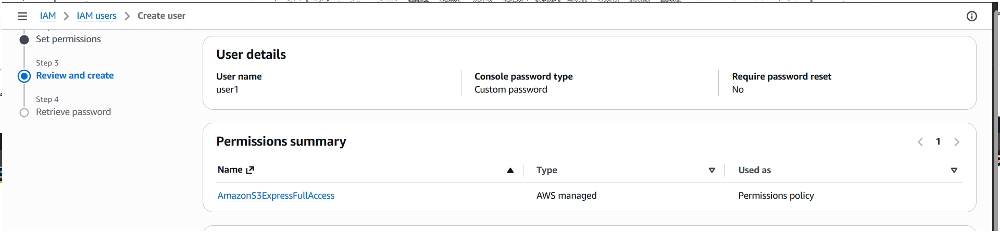 IAM > IAM users > Create user
Set permissions
Step 3
Review and create
Step 4
Retrieve password
User details
User name
user1
Console password type
Custom password
Require password reset
No
Permissions summary
1
Name Type Used as
AmazonS3ExpressFullAccess AWS managed Permissions policy